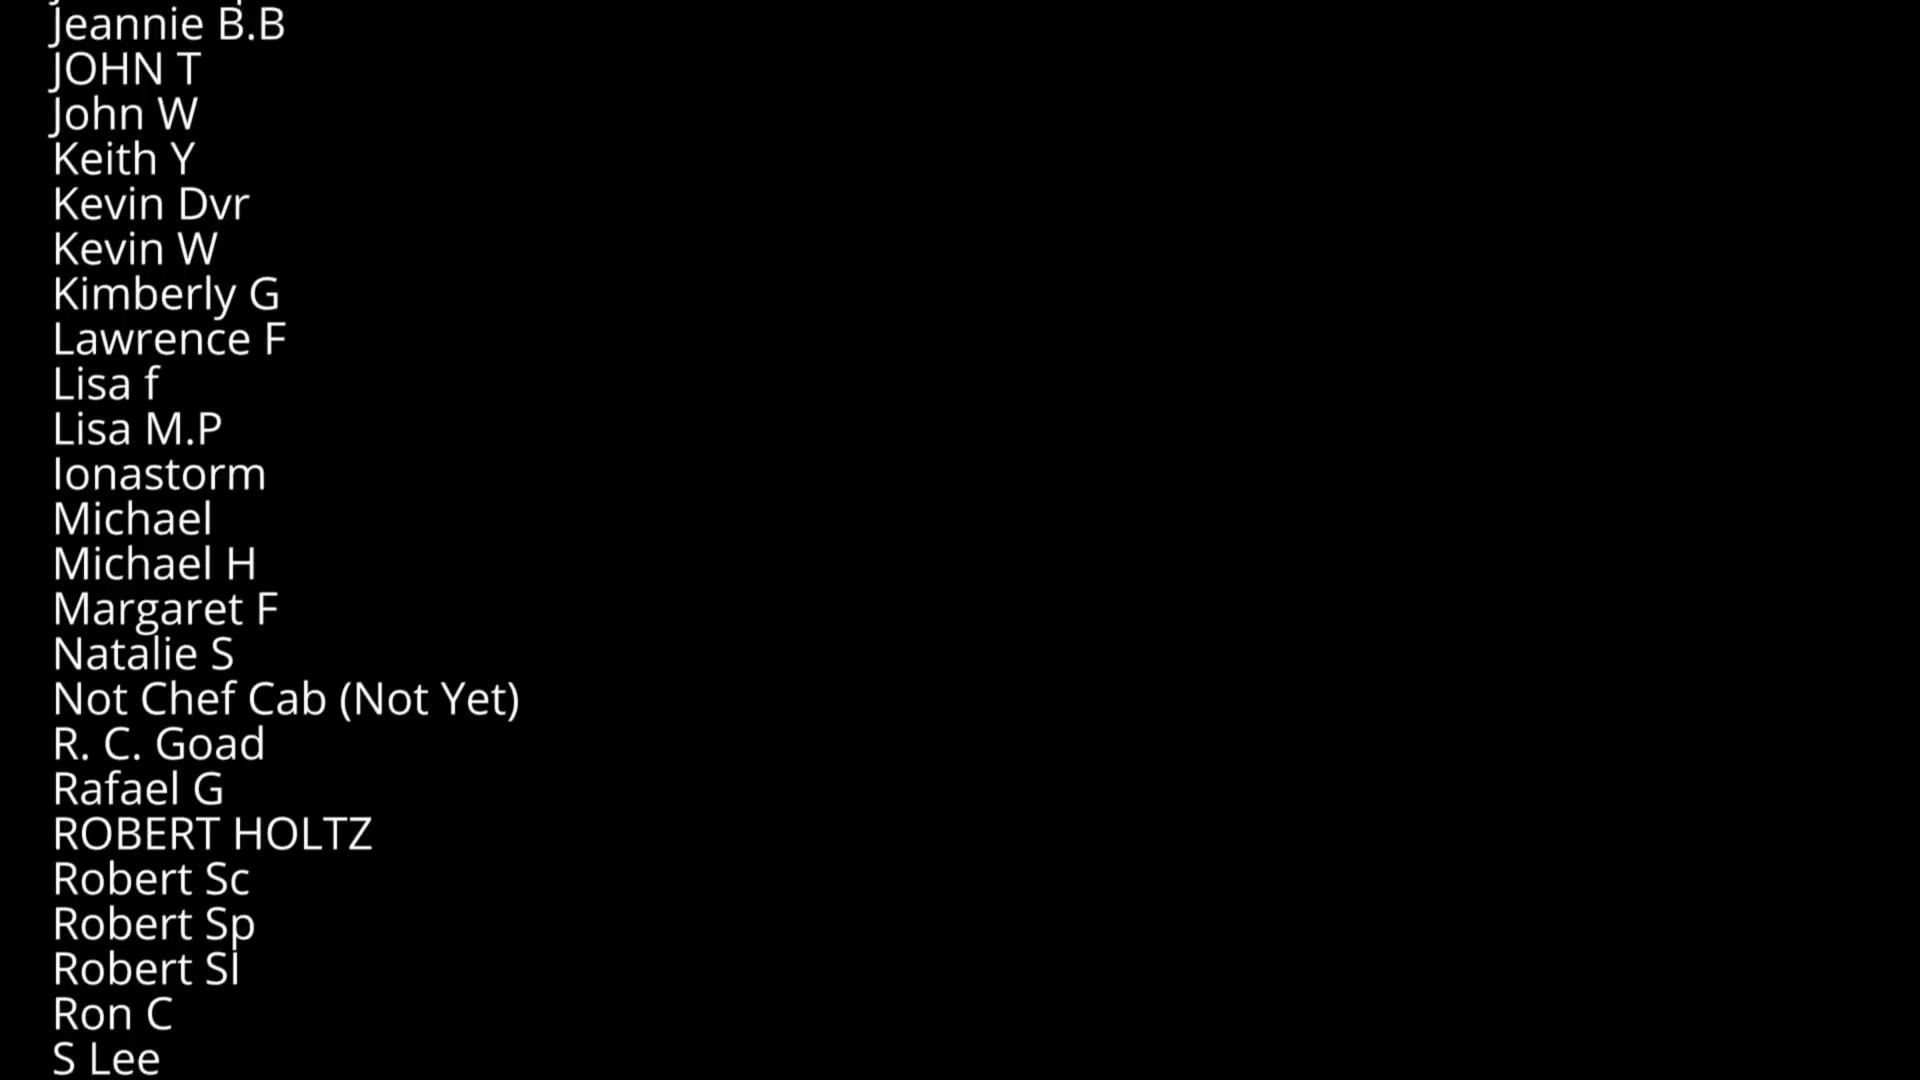 Jeannie B.B
JOHN T
John W
Keith Y
Kevin Dvr
Kevin W
Kimberly G
Lawrence F
Lisa f
Lisa M.P
lonastorm
Michael
Michael H
Margaret F
Natalie S
Not Chef Cab (Not Yet)
R. C. Goad
Rafael G
ROBERT HOLTZ
Robert Sc
Robert Sp
Robert Sl
Ron C
S Lee